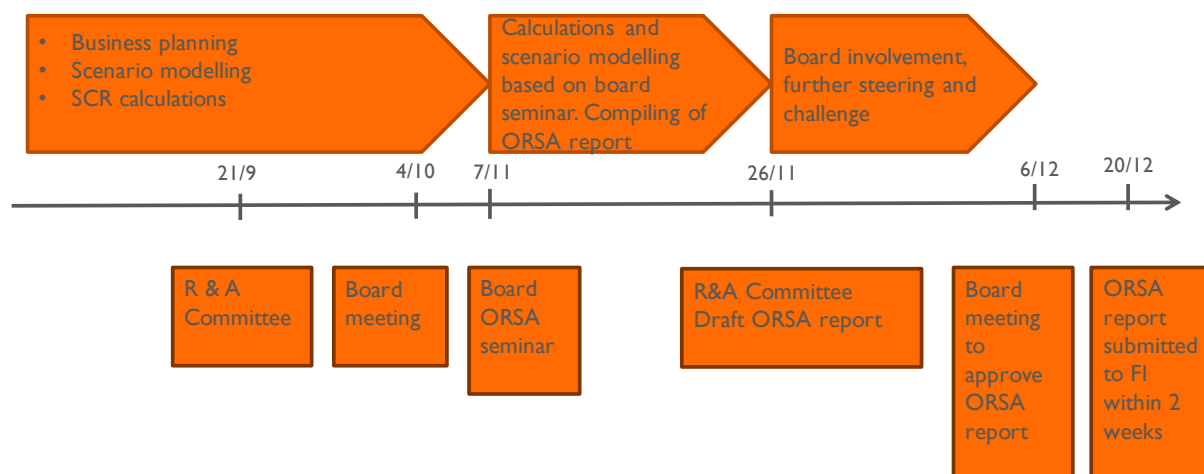 • Business planning
• Scenario modelling
• SCR calculations
Calculations and
scenario modelling
based on board
seminar. Compiling of
ORSA report
Board involvement,
further steering and
challenge
21/9
4/10
7/11
26/11
6/12
20/12
R & A
Committee
Board
meeting
Board
ORSA
seminar
R&A Committee
Draft ORSA report
Board
meeting
to
approve
ORSA
report
ORSA
report
submitted
to FI
within 2
weeks